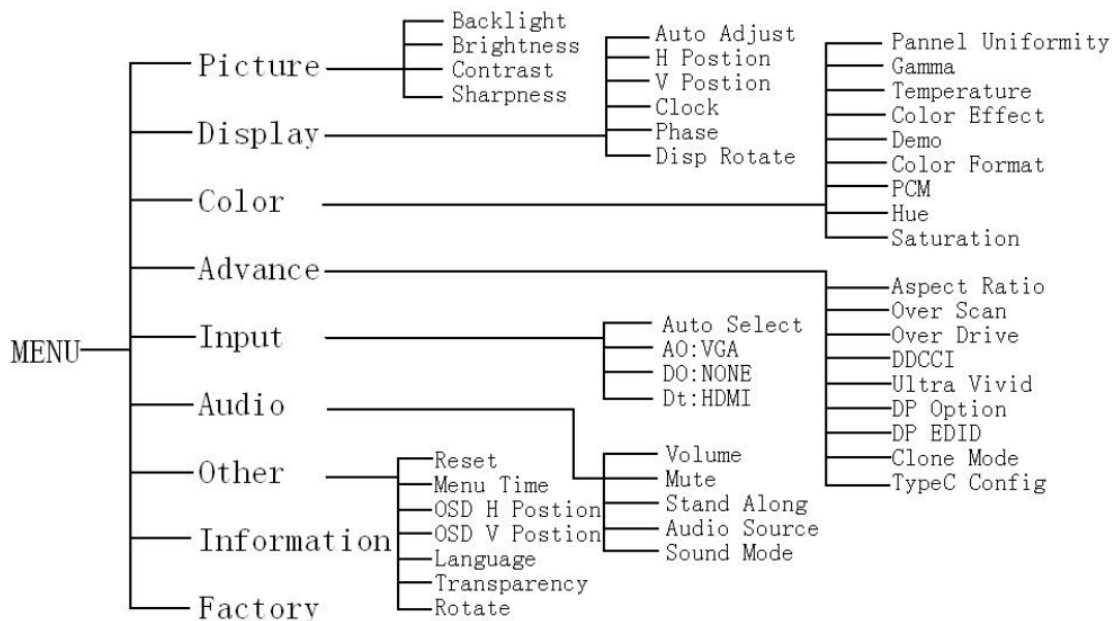 MENU
Picture
Backlight
Brightness
Contrast
Sharpness
Display
Auto Adjust
H Postion
V Postion
Clock
Phase
Disp Rotate
Color
Pannel Uniformity
Gamma
Temperature
Color Effect
Demo
Color Format
PCM
Hue
Saturation
Advance
Aspect Ratio
Over Scan
Over Drive
DDCCI
Ultra Vivid
DP Option
DP EDID
Clone Mode
TypeC Config
Input
Auto Select
AO:VGA
DO:NONE
Dt:HDMI
Audio
Volume
Mute
Stand Along
Audio Source
Sound Mode
Other
Reset
Menu Time
OSD H Postion
OSD V Postion
Language
Transparency
Rotate
Information
Factory